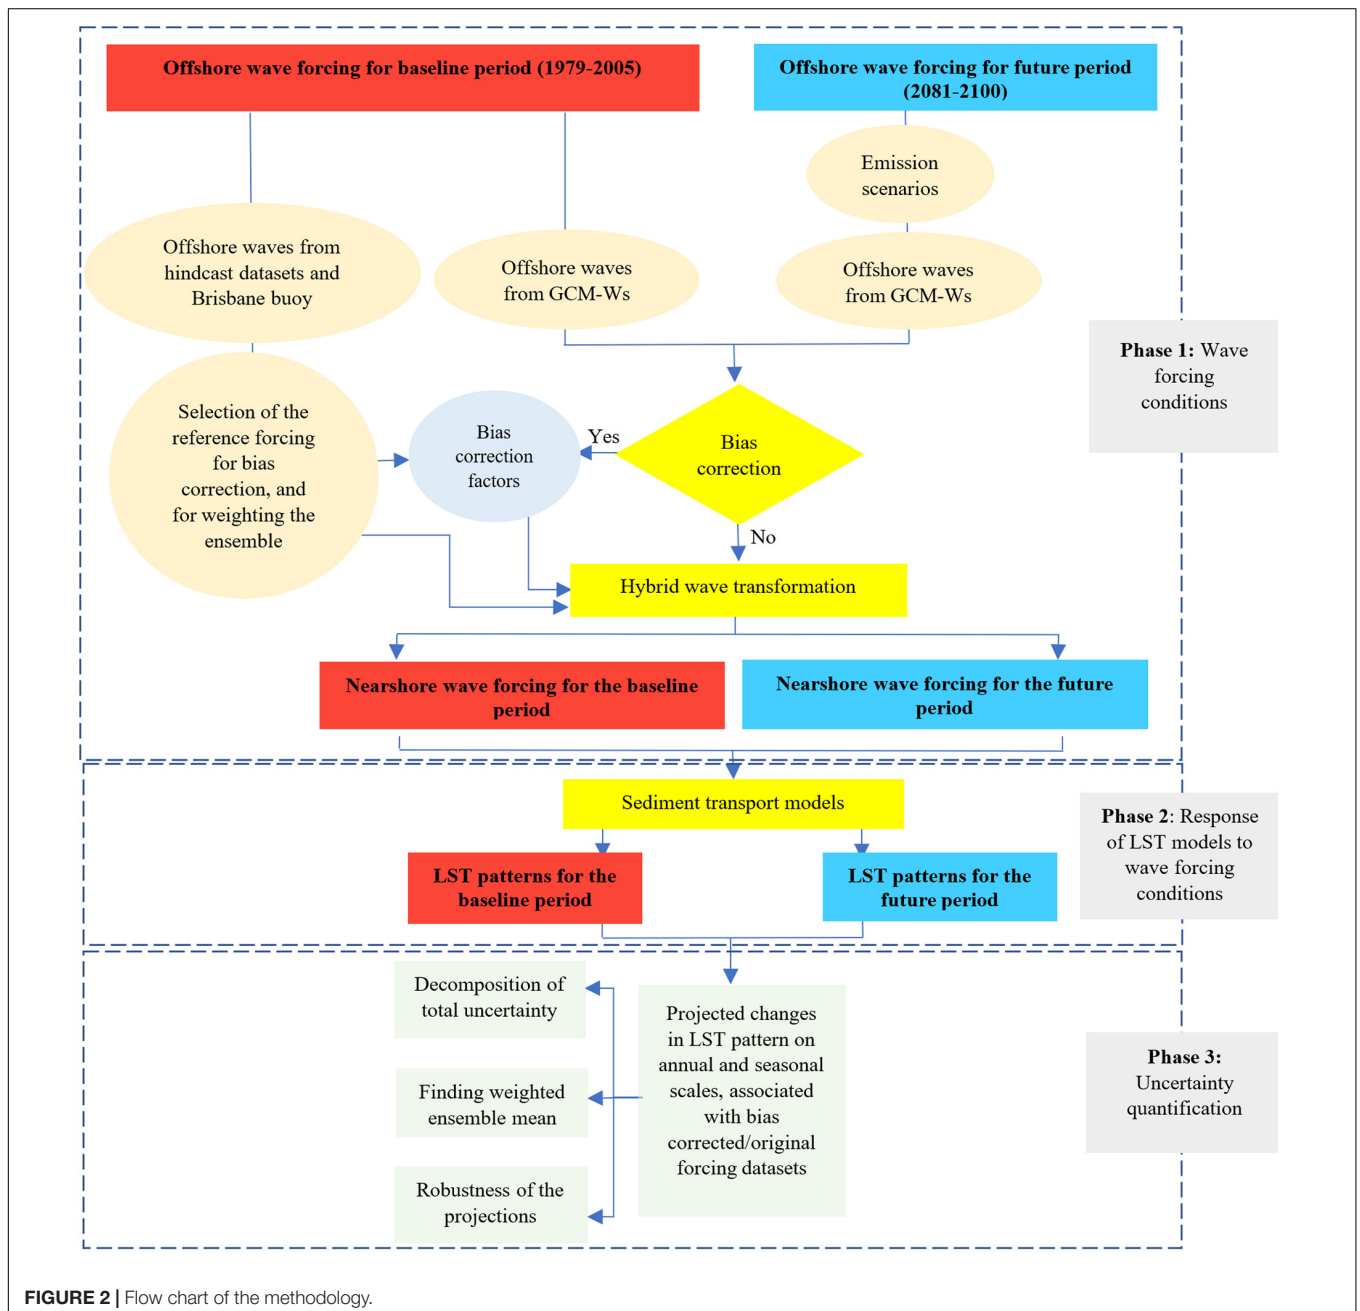 Offshore wave forcing for baseline period (1979-2005)
Offshore wave forcing for future period
(2081-2100)
Emission
scenarios
Offshore waves from
hindcast datasets and
Brisbane buoy
Offshore waves
from GCM-Ws
Offshore waves
from GCM-Ws
Phase 1: Wave
forcing
conditions
Selection of the
reference forcing
for bias
correction, and
for weighting the
ensemble
Bias
correction
factors
Yes
Bias
correction
No
Hybrid wave transformation
Nearshore wave forcing for the baseline
period
Nearshore wave forcing for the future
period
Sediment transport models
Phase 2: Response
of LST models to
wave forcing
conditions
LST patterns for the
baseline period
LST patterns for the
future period
Decomposition of
total uncertainty
Finding weighted
ensemble mean
Robustness of the
projections
Projected changes
in LST pattern on
annual and seasonal
scales, associated
with bias
corrected/original
forcing datasets
Phase 3:
Uncertainty
quantification
FIGURE 2 | Flow chart of the methodology.